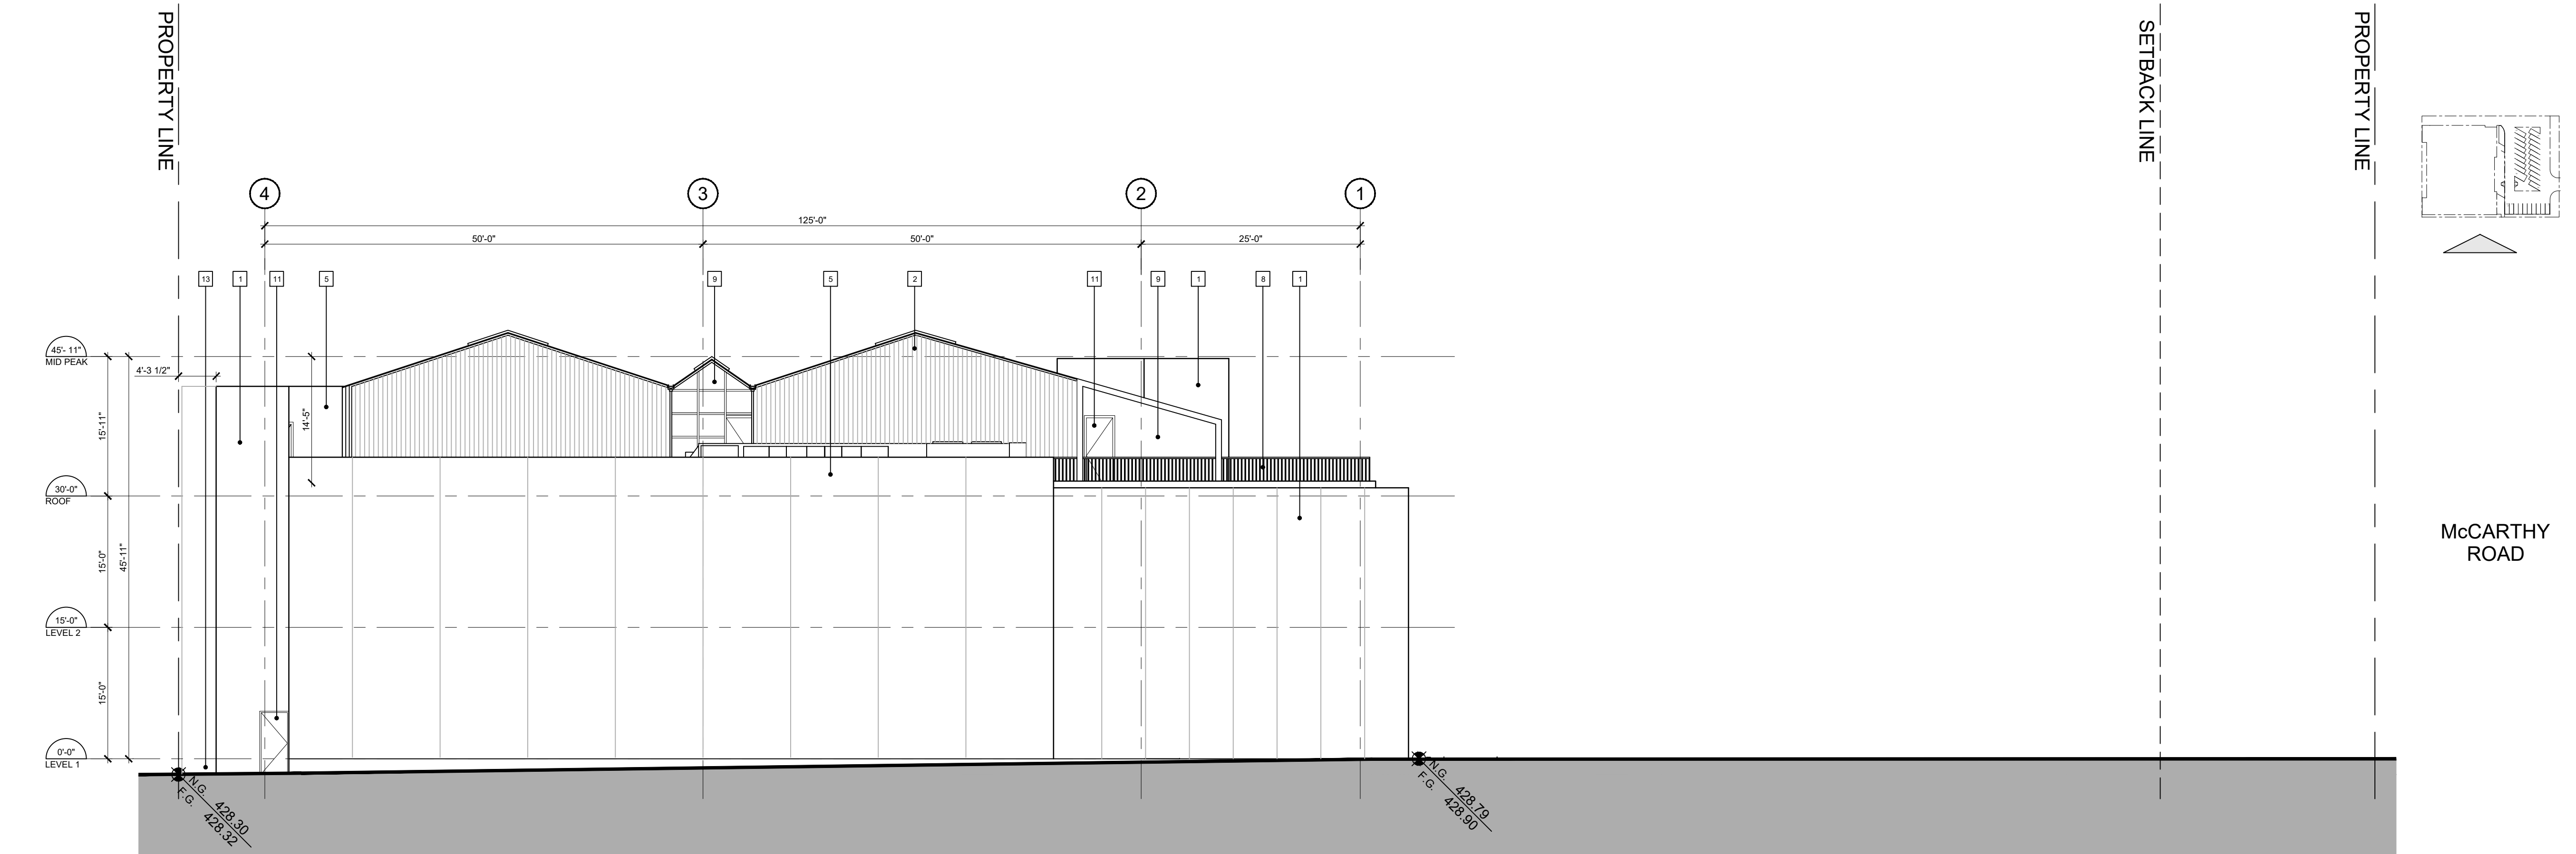 PROPERTY LINE
SETBACK LINE
PROPERTY LINE
4
3
2
1
125'-0"
50'-0"
50'-0"
25'-0"
13
1
11
5
9
5
2
11
9
1
8
1
45'- 11"
MID PEAK
4'-3 1/2"
15'-11"
14'-5"
30'-0"
ROOF
15'-0"
45'-11"
McCARTHY
ROAD
15'-0"
LEVEL 2
15'-0"
0'-0"
LEVEL 1
N.G. 428.30
F.G. 428.32
N.G. 428.79
F.G. 428.90